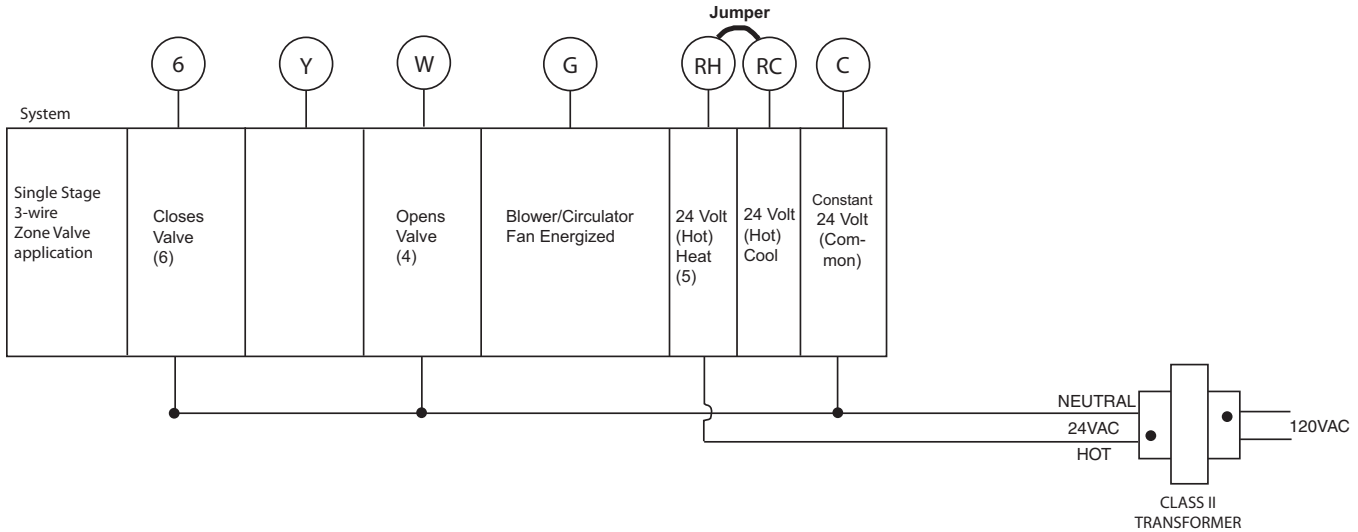 Jumper
6
Y
W
G
RH
RC
C
System
Single Stage
3-wire
Zone Valve
application
Closes
Valve
(6)
Opens
Valve
(4)
Blower/Circulator
Fan Energized
24 Volt
(Hot)
Heat
(5)
24 Volt
(Hot)
Cool
Constant
24 Volt
(Com-
mon)
NEUTRAL
24VAC
HOT
120VAC
CLASS II
TRANSFORMER